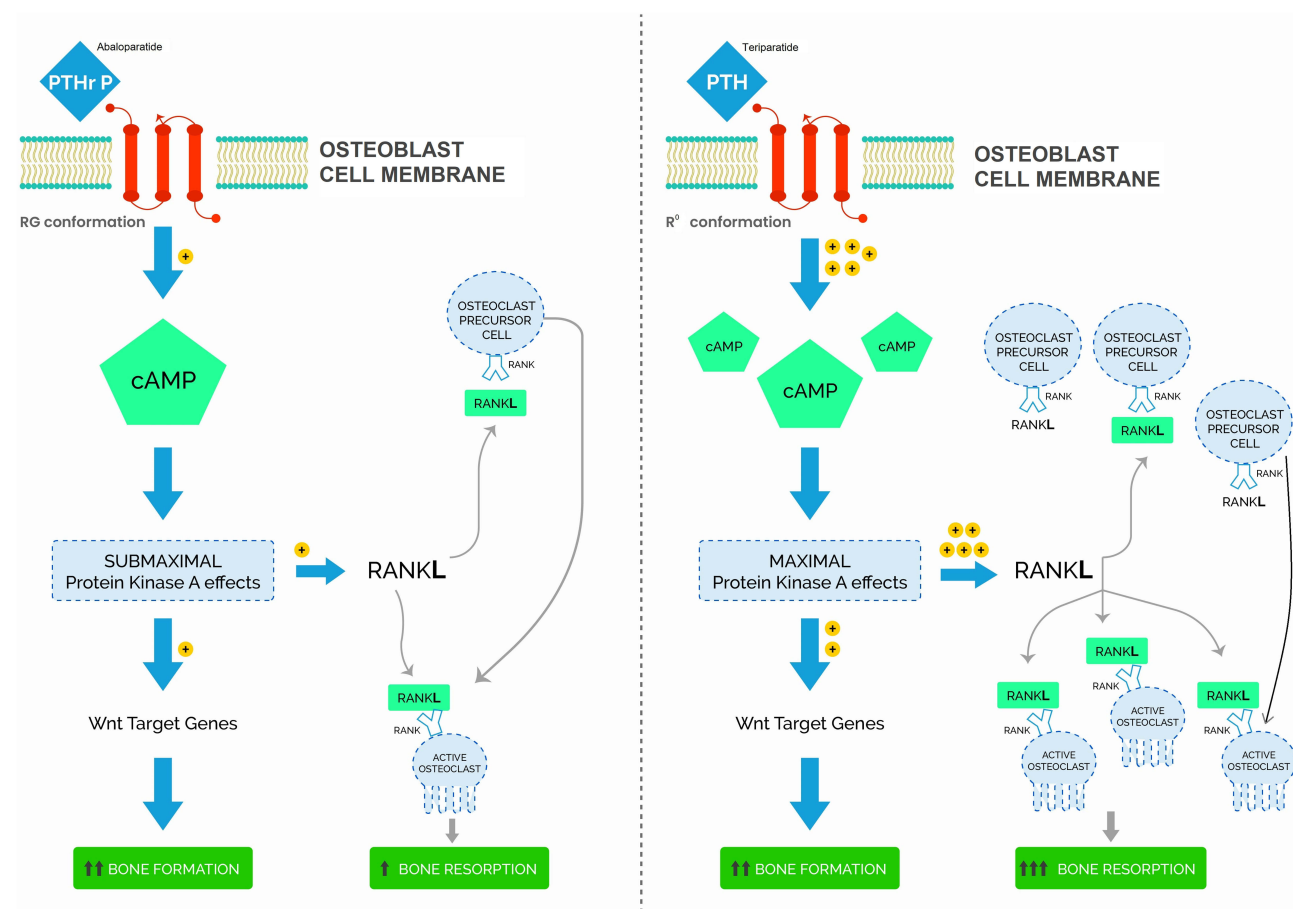 Abaloparatide
PTHr P
OSTEOBLAST
CELL MEMBRANE
RG conformation
+
cAMP
OSTEOCLAST
PRECURSOR
CELL
RANK
RANKL
SUBMAXIMAL
Protein Kinase A effects
+
RANKL
+
RANKL
RANK
Wnt Target Genes
ACTIVE
OSTEOCLAST
↑↑ BONE FORMATION
↑ BONE RESORPTION
Teriparatide
PTH
OSTEOBLAST
CELL MEMBRANE
R⁰ conformation
+ + +
+ +
cAMP
cAMP
cAMP
OSTEOCLAST
PRECURSOR
CELL
RANK
RANKL
OSTEOCLAST
PRECURSOR
CELL
RANK
RANKL
OSTEOCLAST
PRECURSOR
CELL
RANK
RANKL
MAXIMAL
Protein Kinase A effects
+ +
+ + +
RANKL
+
+
RANKL
RANK
ACTIVE
OSTEOCLAST
RANKL
RANK
ACTIVE
OSTEOCLAST
RANKL
RANK
ACTIVE
OSTEOCLAST
Wnt Target Genes
↑↑ BONE FORMATION
↑↑↑ BONE RESORPTION